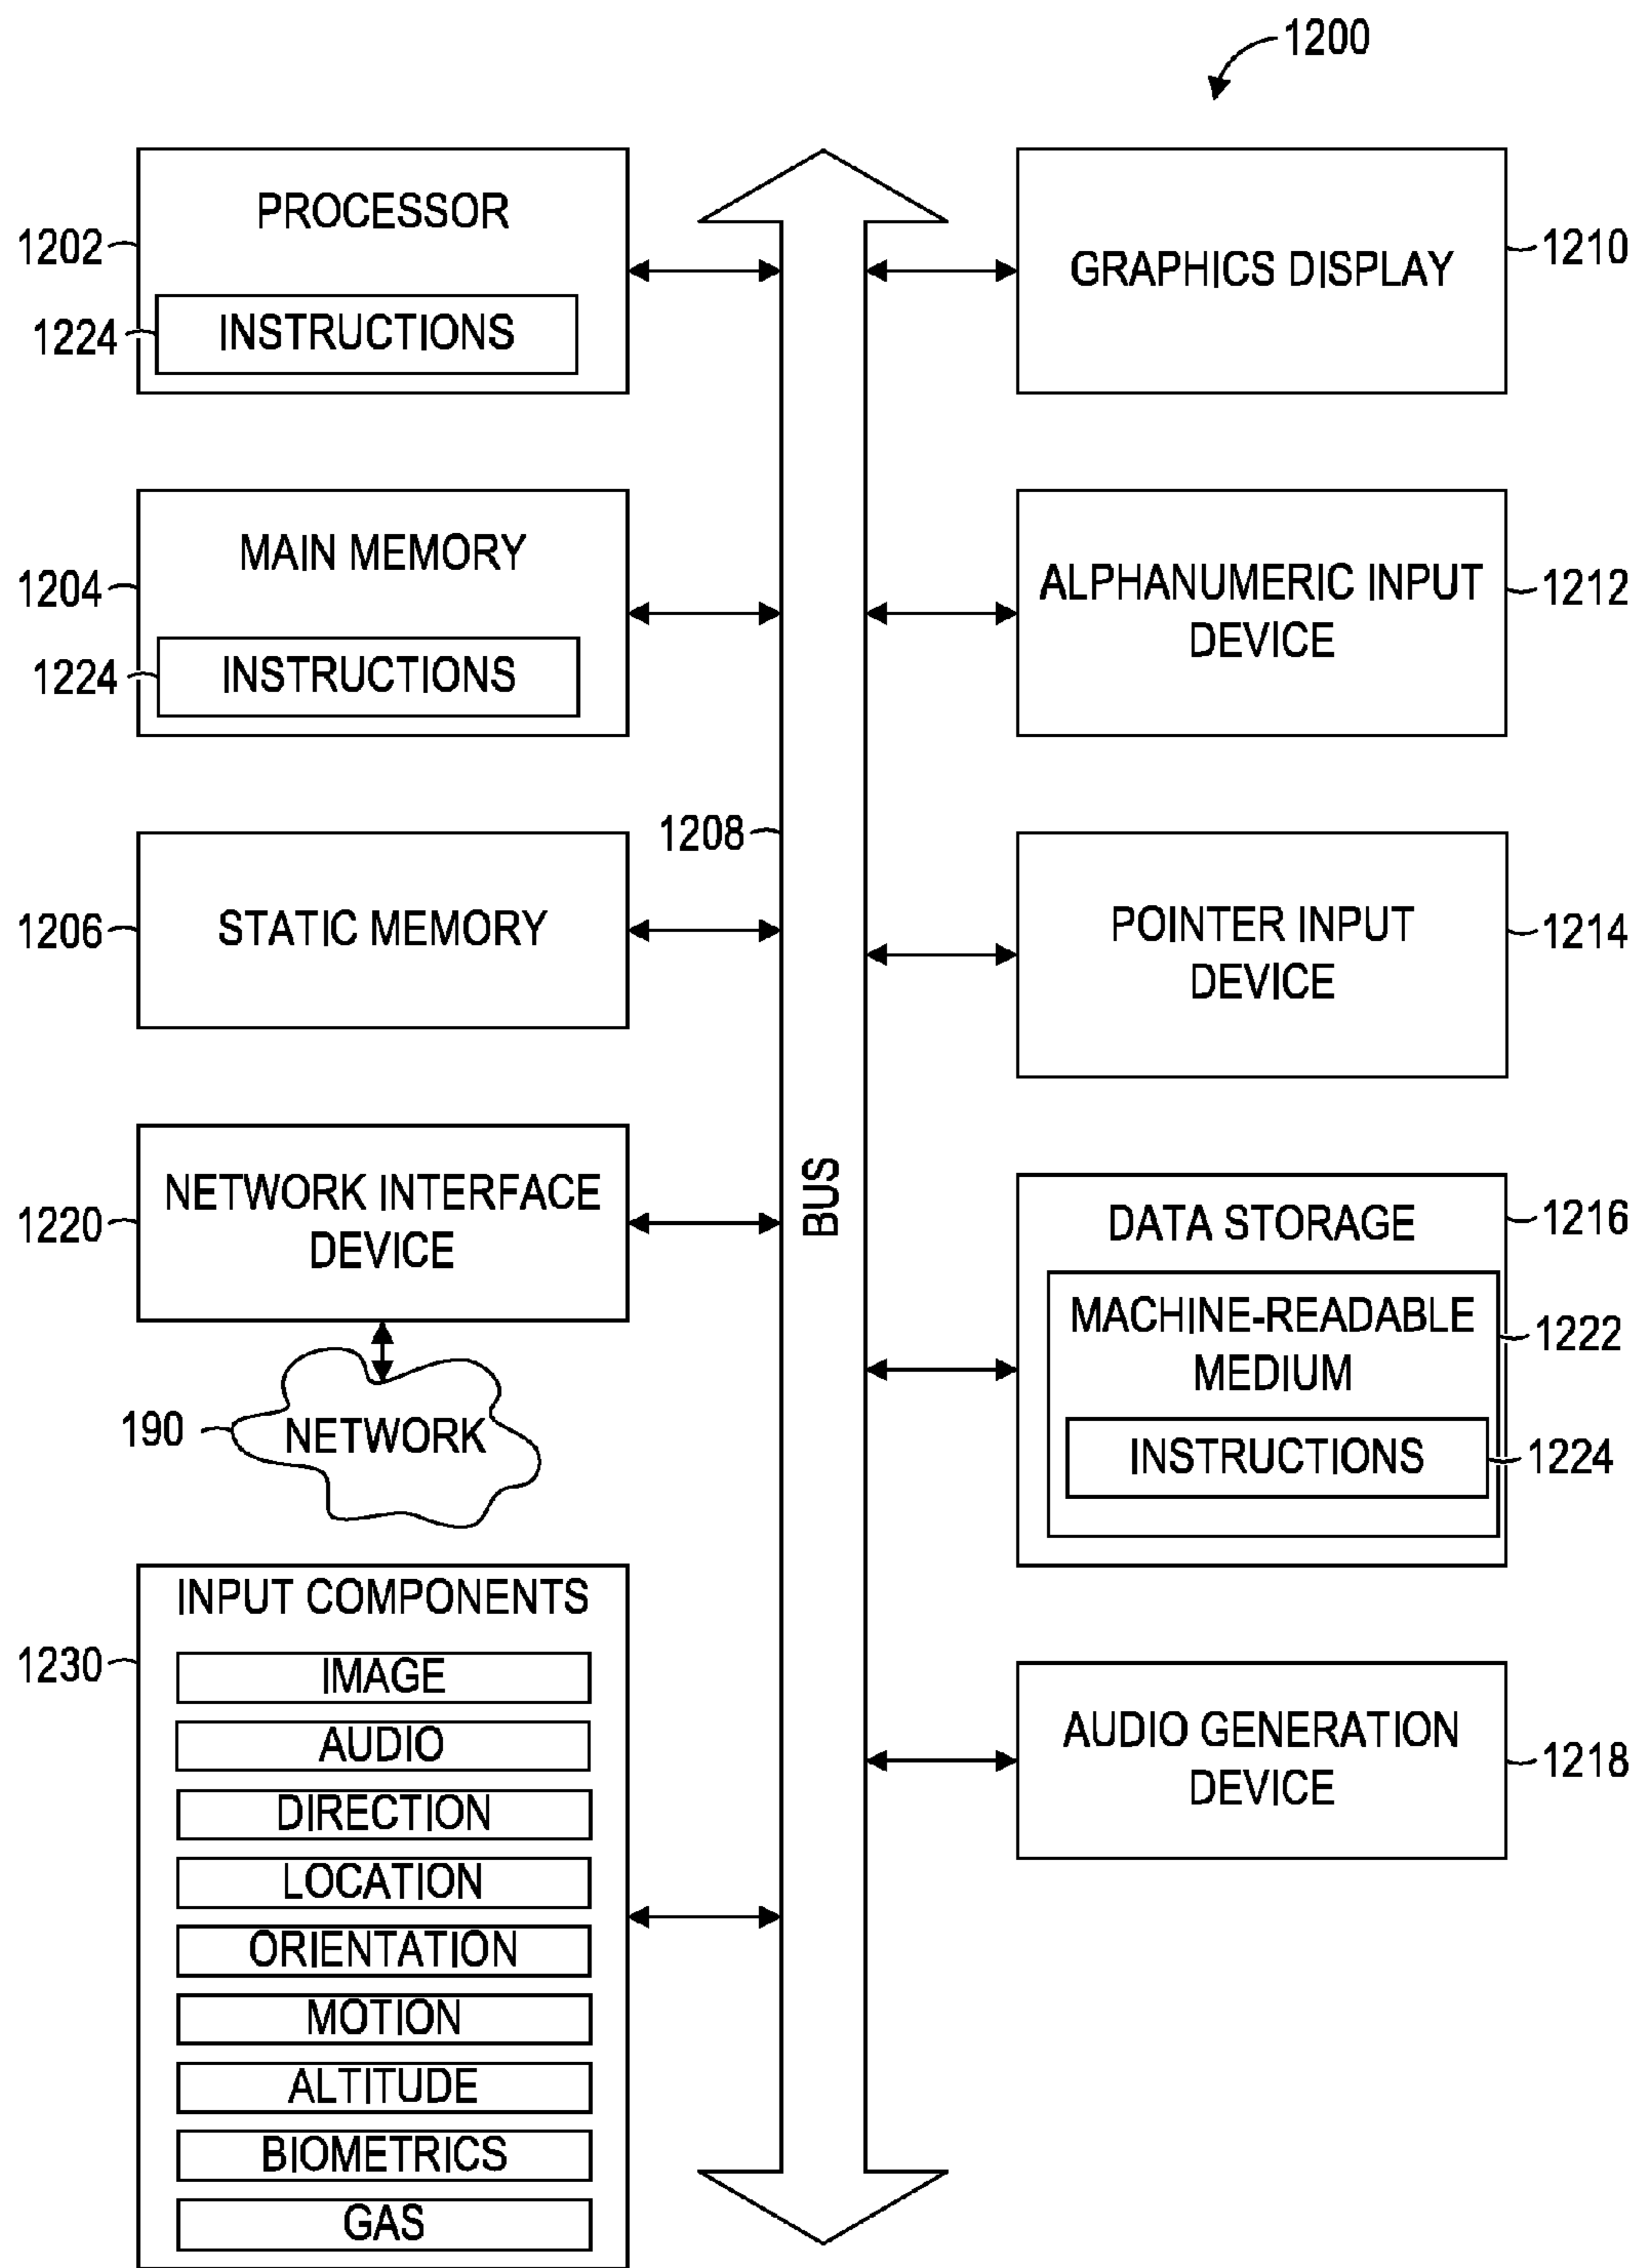 1200
PROCESSOR
1202
INSTRUCTIONS
1224
MAIN MEMORY
1204
INSTRUCTIONS
1224
STATIC MEMORY
1206
NETWORK INTERFACE
DEVICE
1220
NETWORK
190
INPUT COMPONENTS
1230
IMAGE
AUDIO
DIRECTION
LOCATION
ORIENTATION
MOTION
ALTITUDE
BIOMETRICS
GAS
1208
BUS
GRAPHICS DISPLAY
1210
ALPHANUMERIC INPUT
DEVICE
1212
POINTER INPUT
DEVICE
1214
DATA STORAGE
1216
MACHINE-READABLE
MEDIUM
1222
INSTRUCTIONS
1224
AUDIO GENERATION
DEVICE
1218